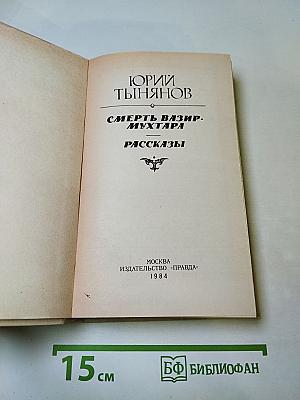 ЮРИЙ
ТЫНЯНОВ
СМЕРТЬ ВАЗИР-
МУХТАРА
РАССКАЗЫ
МОСКВА
ИЗДАТЕЛЬСТВО «ПРАВДА»
1984
15 см
БФ БИБЛИОФАН